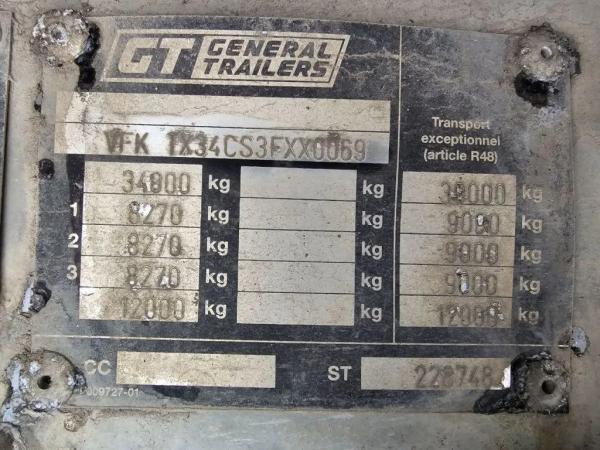 GT GENERAL TRAILERS
Transport exceptionnel (article R48)
VFK 1X34CS3FXX0069
34800 kg kg 38000 kg
1 8270 kg kg 9000 kg
2 8270 kg kg 9000 kg
3 8270 kg kg 9000 kg
12000 kg kg 12000 kg
CC ST 228748
009727-01